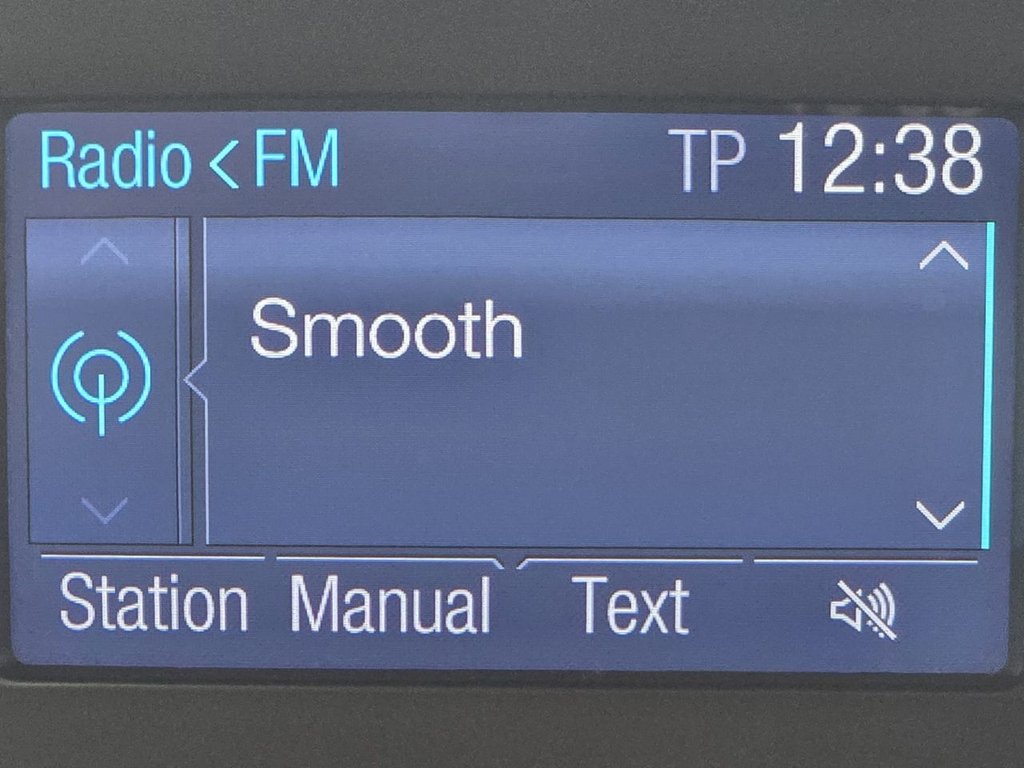 Radio < FM TP 12:38
Smooth
Station Manual Text